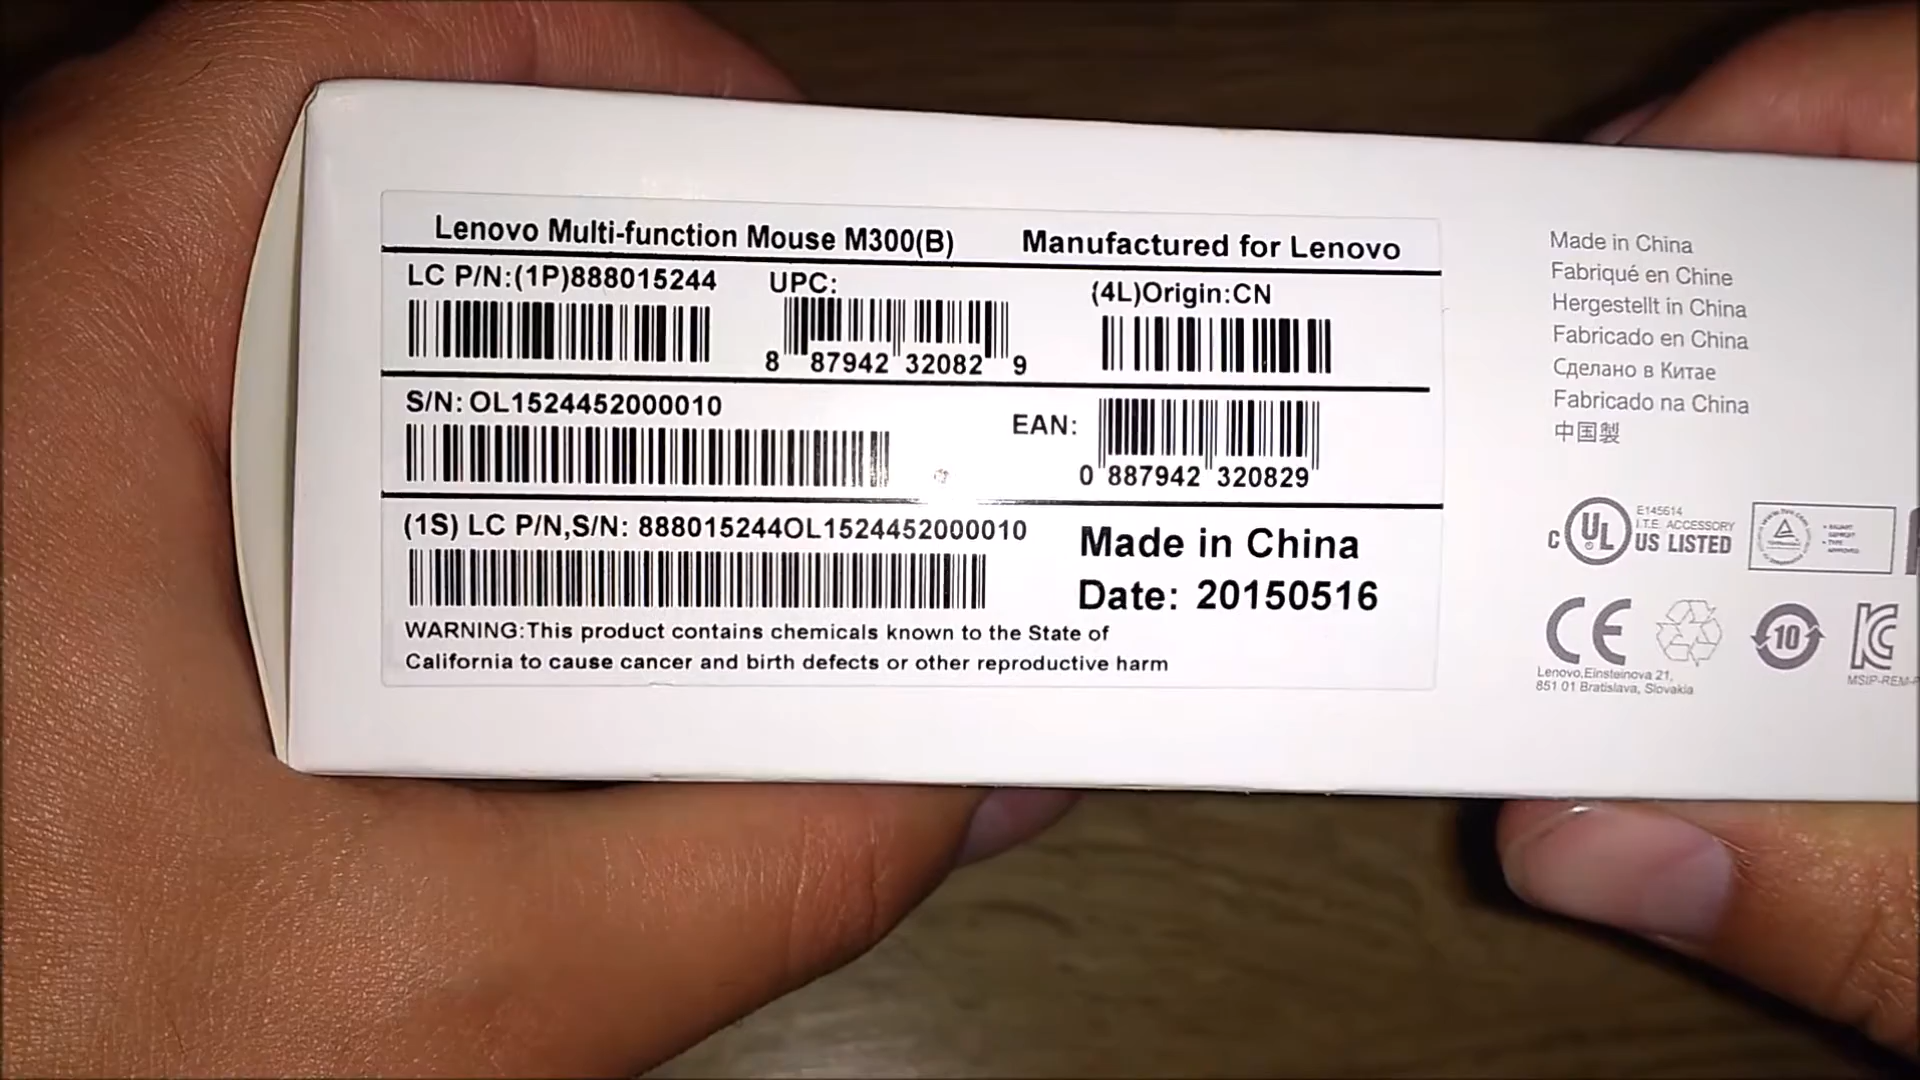 Lenovo Multi-function Mouse M300(B) Manufactured for Lenovo
LC P/N:(1P)888015244 UPC: (4L)Origin:CN
8 87942 32082 9
S/N: OL1524452000010 EAN:
0 887942 320829
(1S) LC P/N,S/N: 888015244OL1524452000010
Made in China
Date: 20150516
WARNING:This product contains chemicals known to the State of
California to cause cancer and birth defects or other reproductive harm
Made in China
Fabriqué en Chine
Hergestellt in China
Fabricado en China
Сделано в Китае
Fabricado na China
中国製
E145614
I.T.E. ACCESSORY
C UL US LISTED
CE
10
Lenovo,Einsteinova 21,
851 01 Bratislava, Slovakia
MSIP-REM-